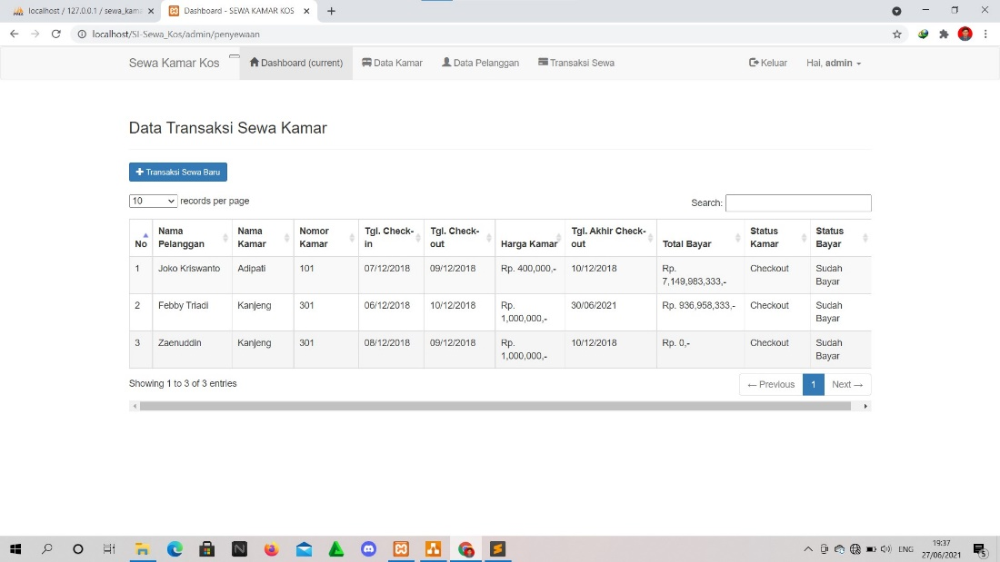 localhost / 127.0.0.1 / sewa_kama
Dashboard - SEWA KAMAR KOS
localhost/SI-Sewa_Kos/admin/penyewaan
Sewa Kamar Kos Dashboard (current) Data Kamar Data Pelanggan Transaksi Sewa Keluar Hai, admin
Data Transaksi Sewa Kamar
Transaksi Sewa Baru
10 records per page Search:
No Nama Pelanggan Nama Kamar Nomor Kamar Tgl. Check-in Tgl. Check-out Harga Kamar Tgl. Akhir Check-out Total Bayar Status Kamar Status Bayar
1 Joko Kriswanto Adipati 101 07/12/2018 09/12/2018 Rp. 400,000,- 10/12/2018 Rp. 7,149,983,333,- Checkout Sudah Bayar
2 Febby Triadi Kanjeng 301 06/12/2018 10/12/2018 Rp. 1,000,000,- 30/06/2021 Rp. 936,958,333,- Checkout Sudah Bayar
3 Zaenuddin Kanjeng 301 08/12/2018 09/12/2018 Rp. 1,000,000,- 10/12/2018 Rp. 0,- Checkout Sudah Bayar
Showing 1 to 3 of 3 entries ← Previous 1 Next →
ENG 19:37
27/06/2021 5